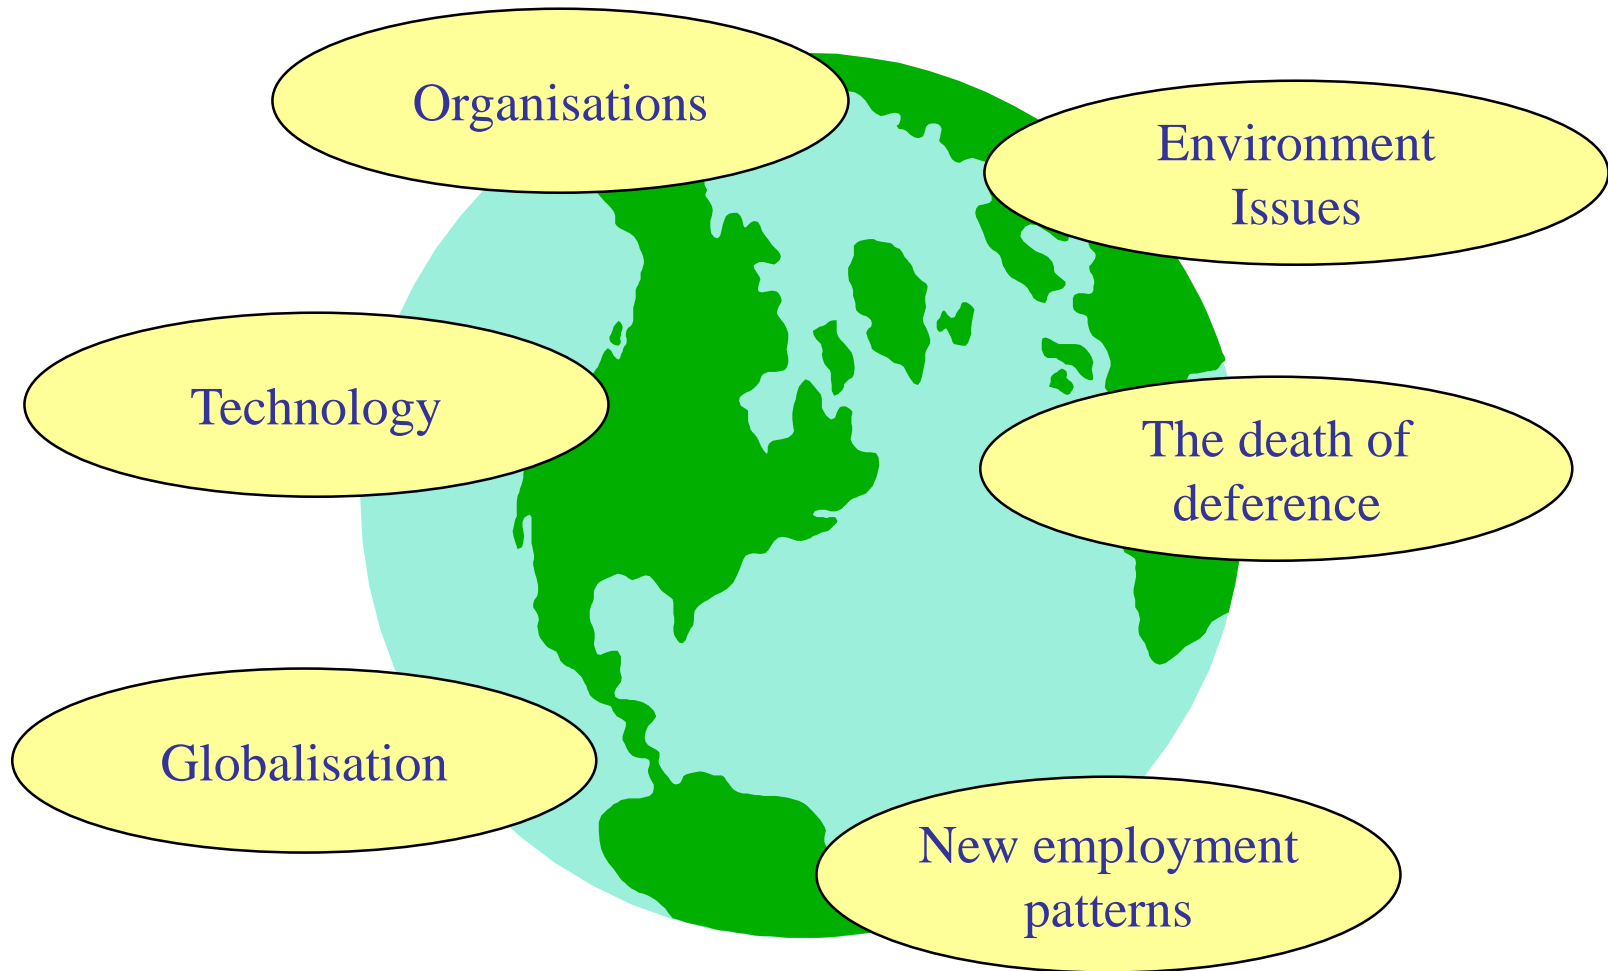 Organisations
Environment
Issues
Technology
The death of
deference
Globalisation
New employment
patterns